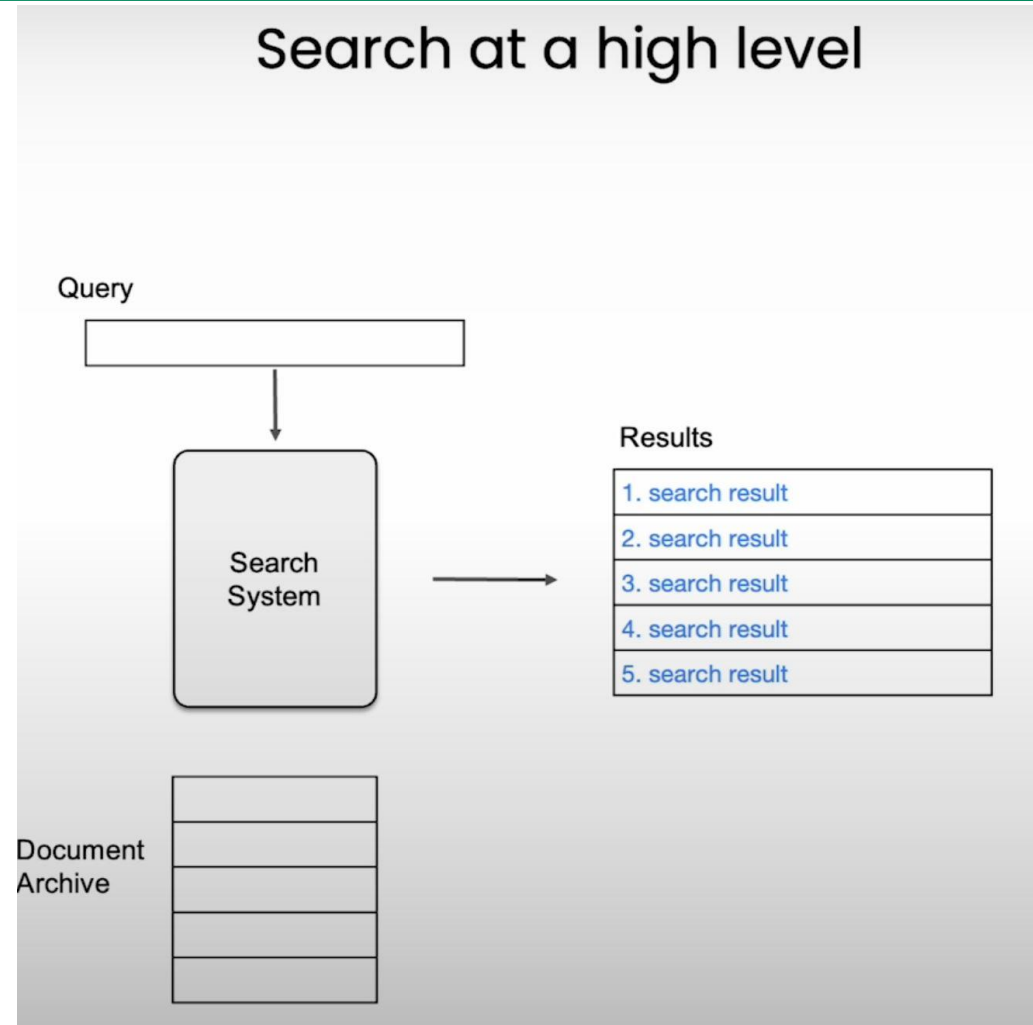 Search at a high level
Query
Results
1. search result
2. search result
3. search result
4. search result
5. search result
Search
System
Document
Archive